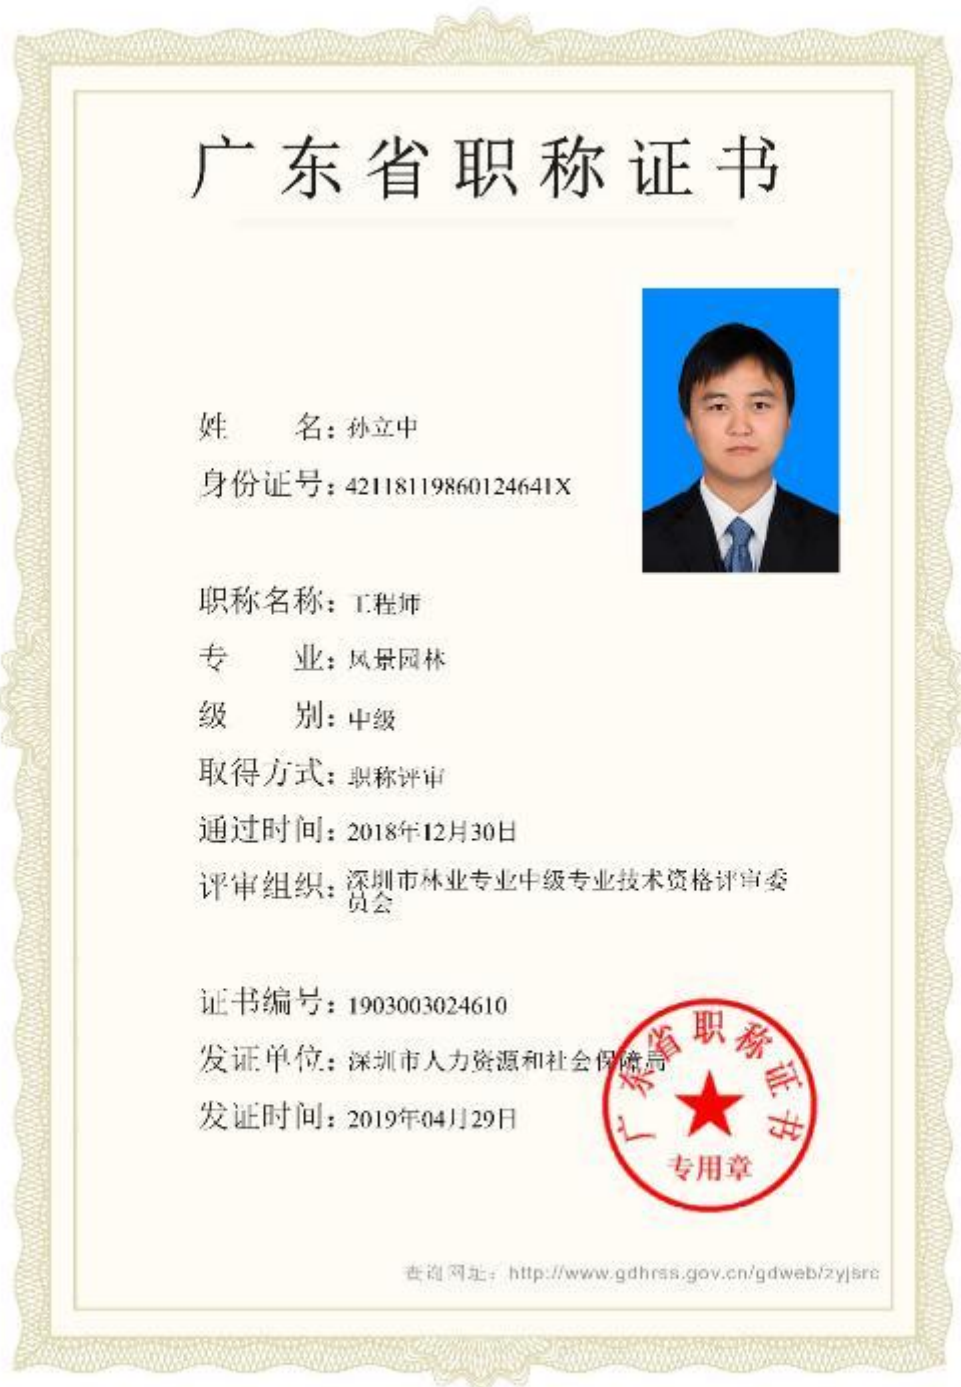 广东省职称证书
姓 名：孙立中
身份证号：42118119860124641X
职称名称：工程师
专 业：风景园林
级 别：中级
取得方式：职称评审
通过时间：2018年12月30日
评审组织：深圳市林业专业中级专业技术资格评审委
员会
证书编号：1903003024610
发证单位：深圳市人力资源和社会保障局
发证时间：2019年04月29日
广东省职称证书
专用章
查询网址：http://www.gdhrss.gov.cn/gdweb/zyjsrc